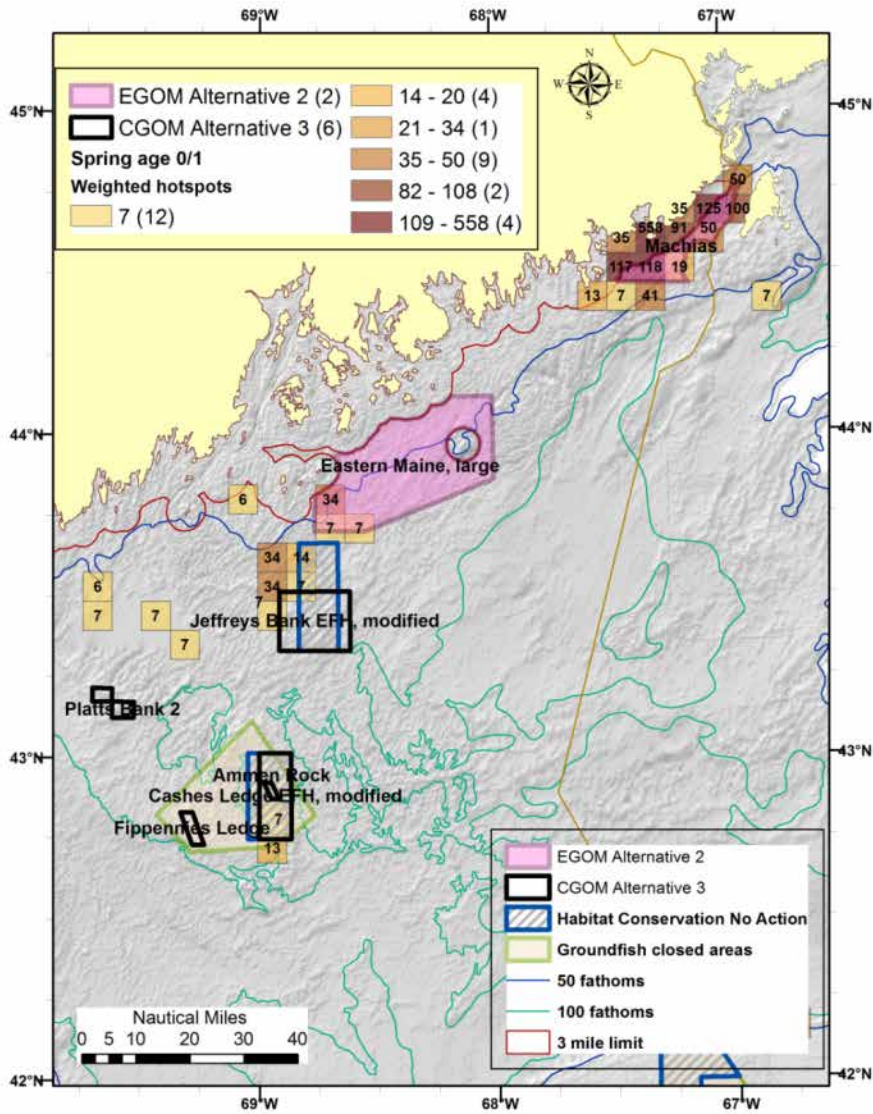 69°W 68°W 67°W
N
W E
S
EGOM Alternative 2 (2)
CGOM Alternative 3 (6)
Spring age 0/1
Weighted hotspots
7 (12)
14 - 20 (4)
21 - 34 (1)
35 - 50 (9)
82 - 108 (2)
109 - 558 (4)
45°N 45°N
50
35 125 100
558 91 50
35
Machias
117 118 19
13 7 41 7
44°N 44°N
Eastern Maine, large
6 34
7 7
34 14
6 34 7
7
7 7
Jeffreys Bank EFH, modified
7
Platts Bank 2
43°N 43°N
Ammen Rock
Cashes Ledge EFH, modified
Fippennies Ledge 7
13
EGOM Alternative 2
CGOM Alternative 3
Habitat Conservation No Action
Groundfish closed areas
50 fathoms
100 fathoms
3 mile limit
Nautical Miles
0 5 10 20 30 40
42°N 42°N
69°W 68°W 67°W